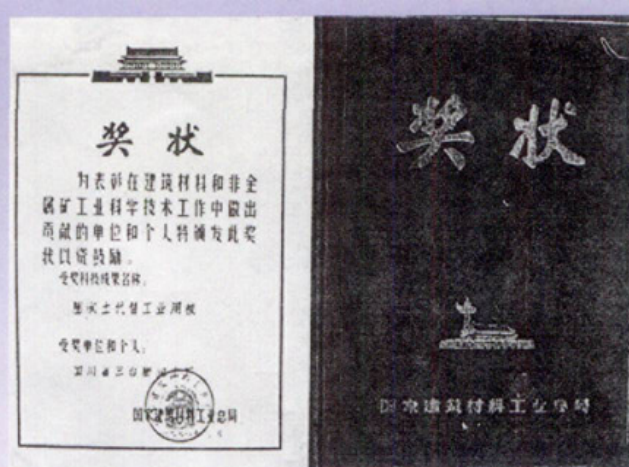 奖状
为表彰在建筑材料和非金
属矿工业科学技术工作中做出
贡献的单位和个人特颁发此奖
状以资鼓励。
受奖科技成果名称:
受奖单位和个人:
国家建筑材料工业总局
奖状
国家建筑材料工业总局